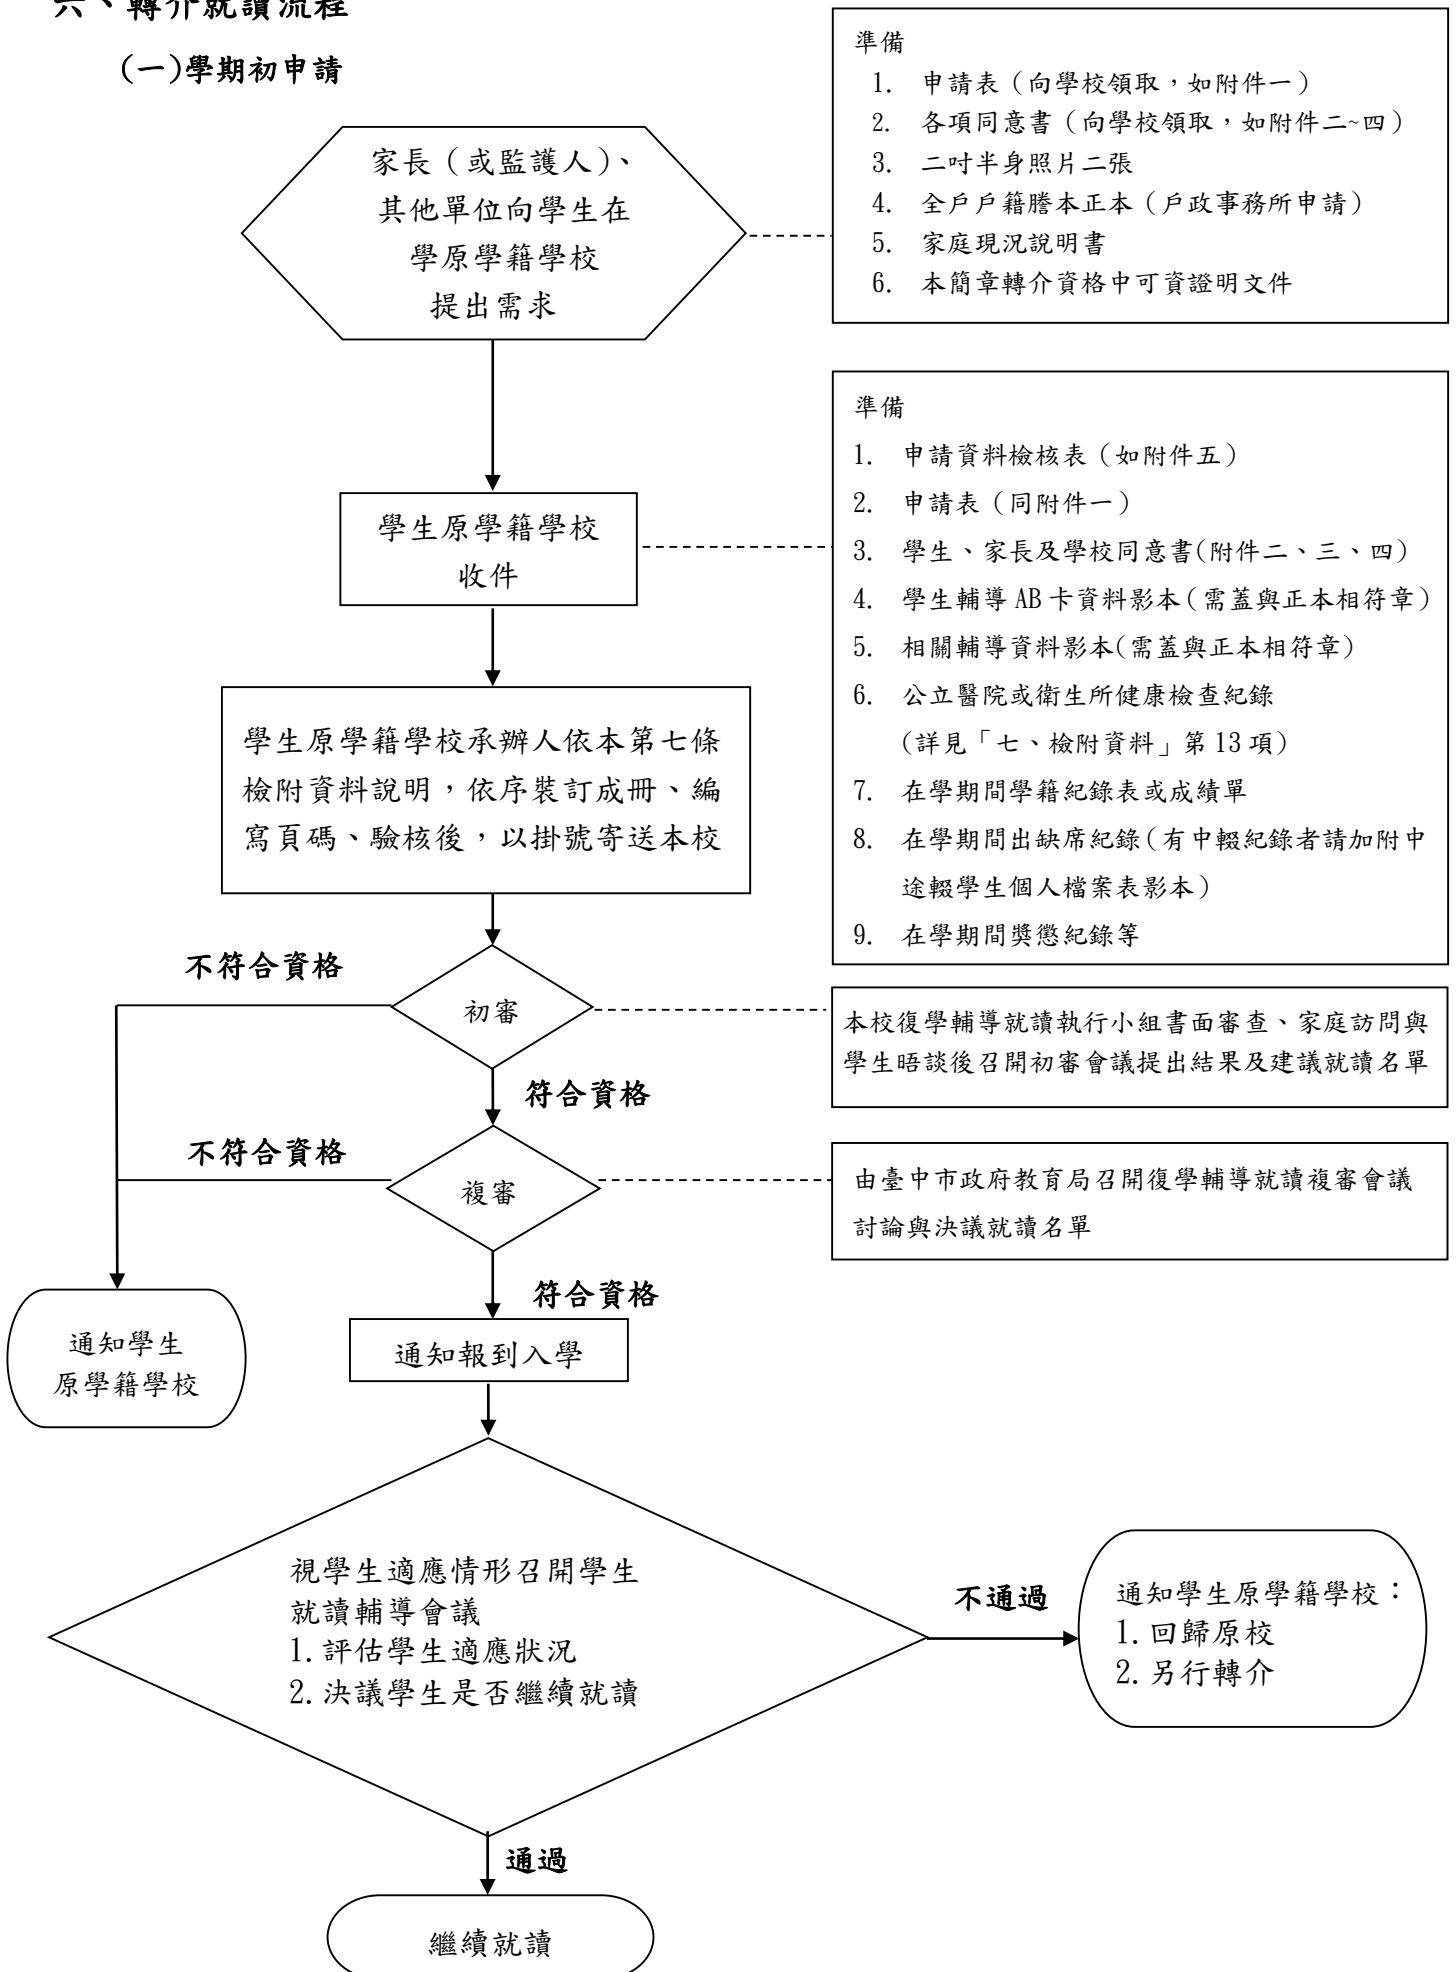 六、轉介就讀流程
(一)學期初申請
準備
1. 申請表（向學校領取，如附件一）
2. 各項同意書（向學校領取，如附件二~四）
3. 二吋半身照片二張
4. 全戶戶籍謄本正本（戶政事務所申請）
5. 家庭現況說明書
6. 本簡章轉介資格中可資證明文件
家長（或監護人）、
其他單位向學生在
學原學籍學校
提出需求
準備
1. 申請資料檢核表（如附件五）
2. 申請表（同附件一）
3. 學生、家長及學校同意書(附件二、三、四)
4. 學生輔導 AB 卡資料影本(需蓋與正本相符章)
5. 相關輔導資料影本(需蓋與正本相符章)
6. 公立醫院或衛生所健康檢查紀錄
(詳見「七、檢附資料」第 13 項)
7. 在學期間學籍紀錄表或成績單
8. 在學期間出缺席紀錄(有中輟紀錄者請加附中
途輟學生個人檔案表影本)
9. 在學期間獎懲紀錄等
學生原學籍學校
收件
學生原學籍學校承辦人依本第七條
檢附資料說明，依序裝訂成冊、編
寫頁碼、驗核後，以掛號寄送本校
不符合資格
初審
本校復學輔導就讀執行小組書面審查、家庭訪問與
學生晤談後召開初審會議提出結果及建議就讀名單
符合資格
不符合資格
複審
由臺中市政府教育局召開復學輔導就讀複審會議
討論與決議就讀名單
符合資格
通知學生
原學籍學校
通知報到入學
視學生適應情形召開學生
就讀輔導會議
1.評估學生適應狀況
2.決議學生是否繼續就讀
不通過
通知學生原學籍學校：
1.回歸原校
2.另行轉介
通過
繼續就讀